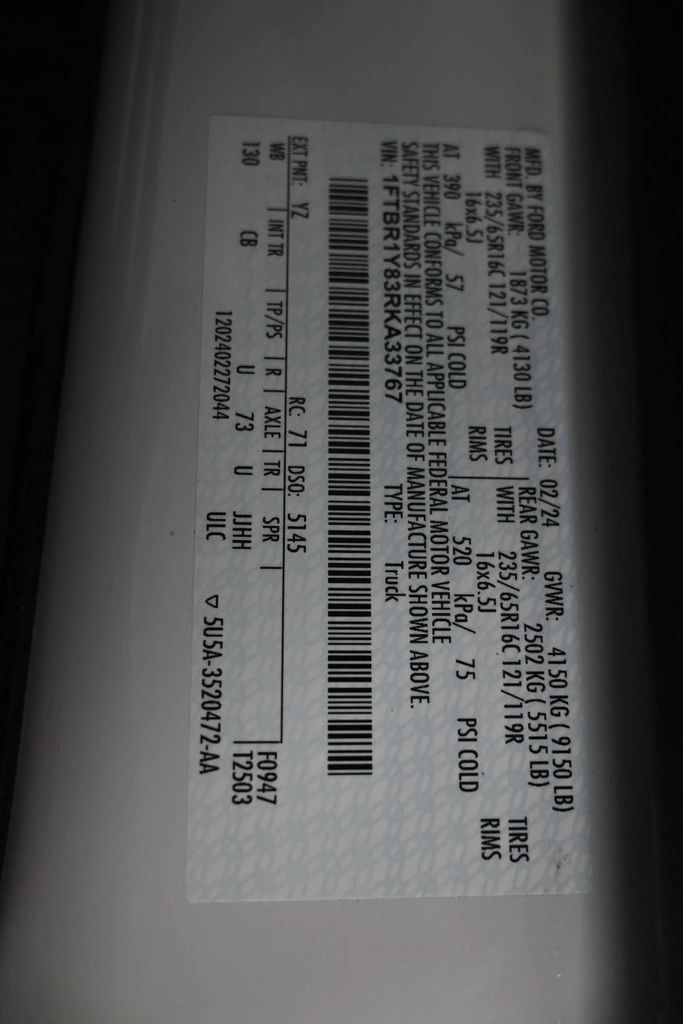 MFD. BY FORD MOTOR CO.
DATE: 02/24 GVWR: 4150 KG ( 9150 LB)
FRONT GAWR: 1873 KG ( 4130 LB) REAR GAWR: 2502 KG ( 5515 LB)
WITH 235/65R16C 121/119R TIRES WITH 235/65R16C 121/119R TIRES
16x6.5J RIMS 16x6.5J RIMS
AT 390 kPa/ 57 PSI COLD AT 520 kPa/ 75 PSI COLD
THIS VEHICLE CONFORMS TO ALL APPLICABLE FEDERAL MOTOR VEHICLE
SAFETY STANDARDS IN EFFECT ON THE DATE OF MANUFACTURE SHOWN ABOVE.
VIN: 1FTBR1Y83RKA33767 TYPE: Truck
EXT PNT: YZ RC: 71 DSO: 5145
WB | INT TR | TP/PS | R | AXLE | TR | SPR | F0947
130 CB U 73 U JJHH T2503
1202402272044 ULC ▽ 5U5A-3520472-AA